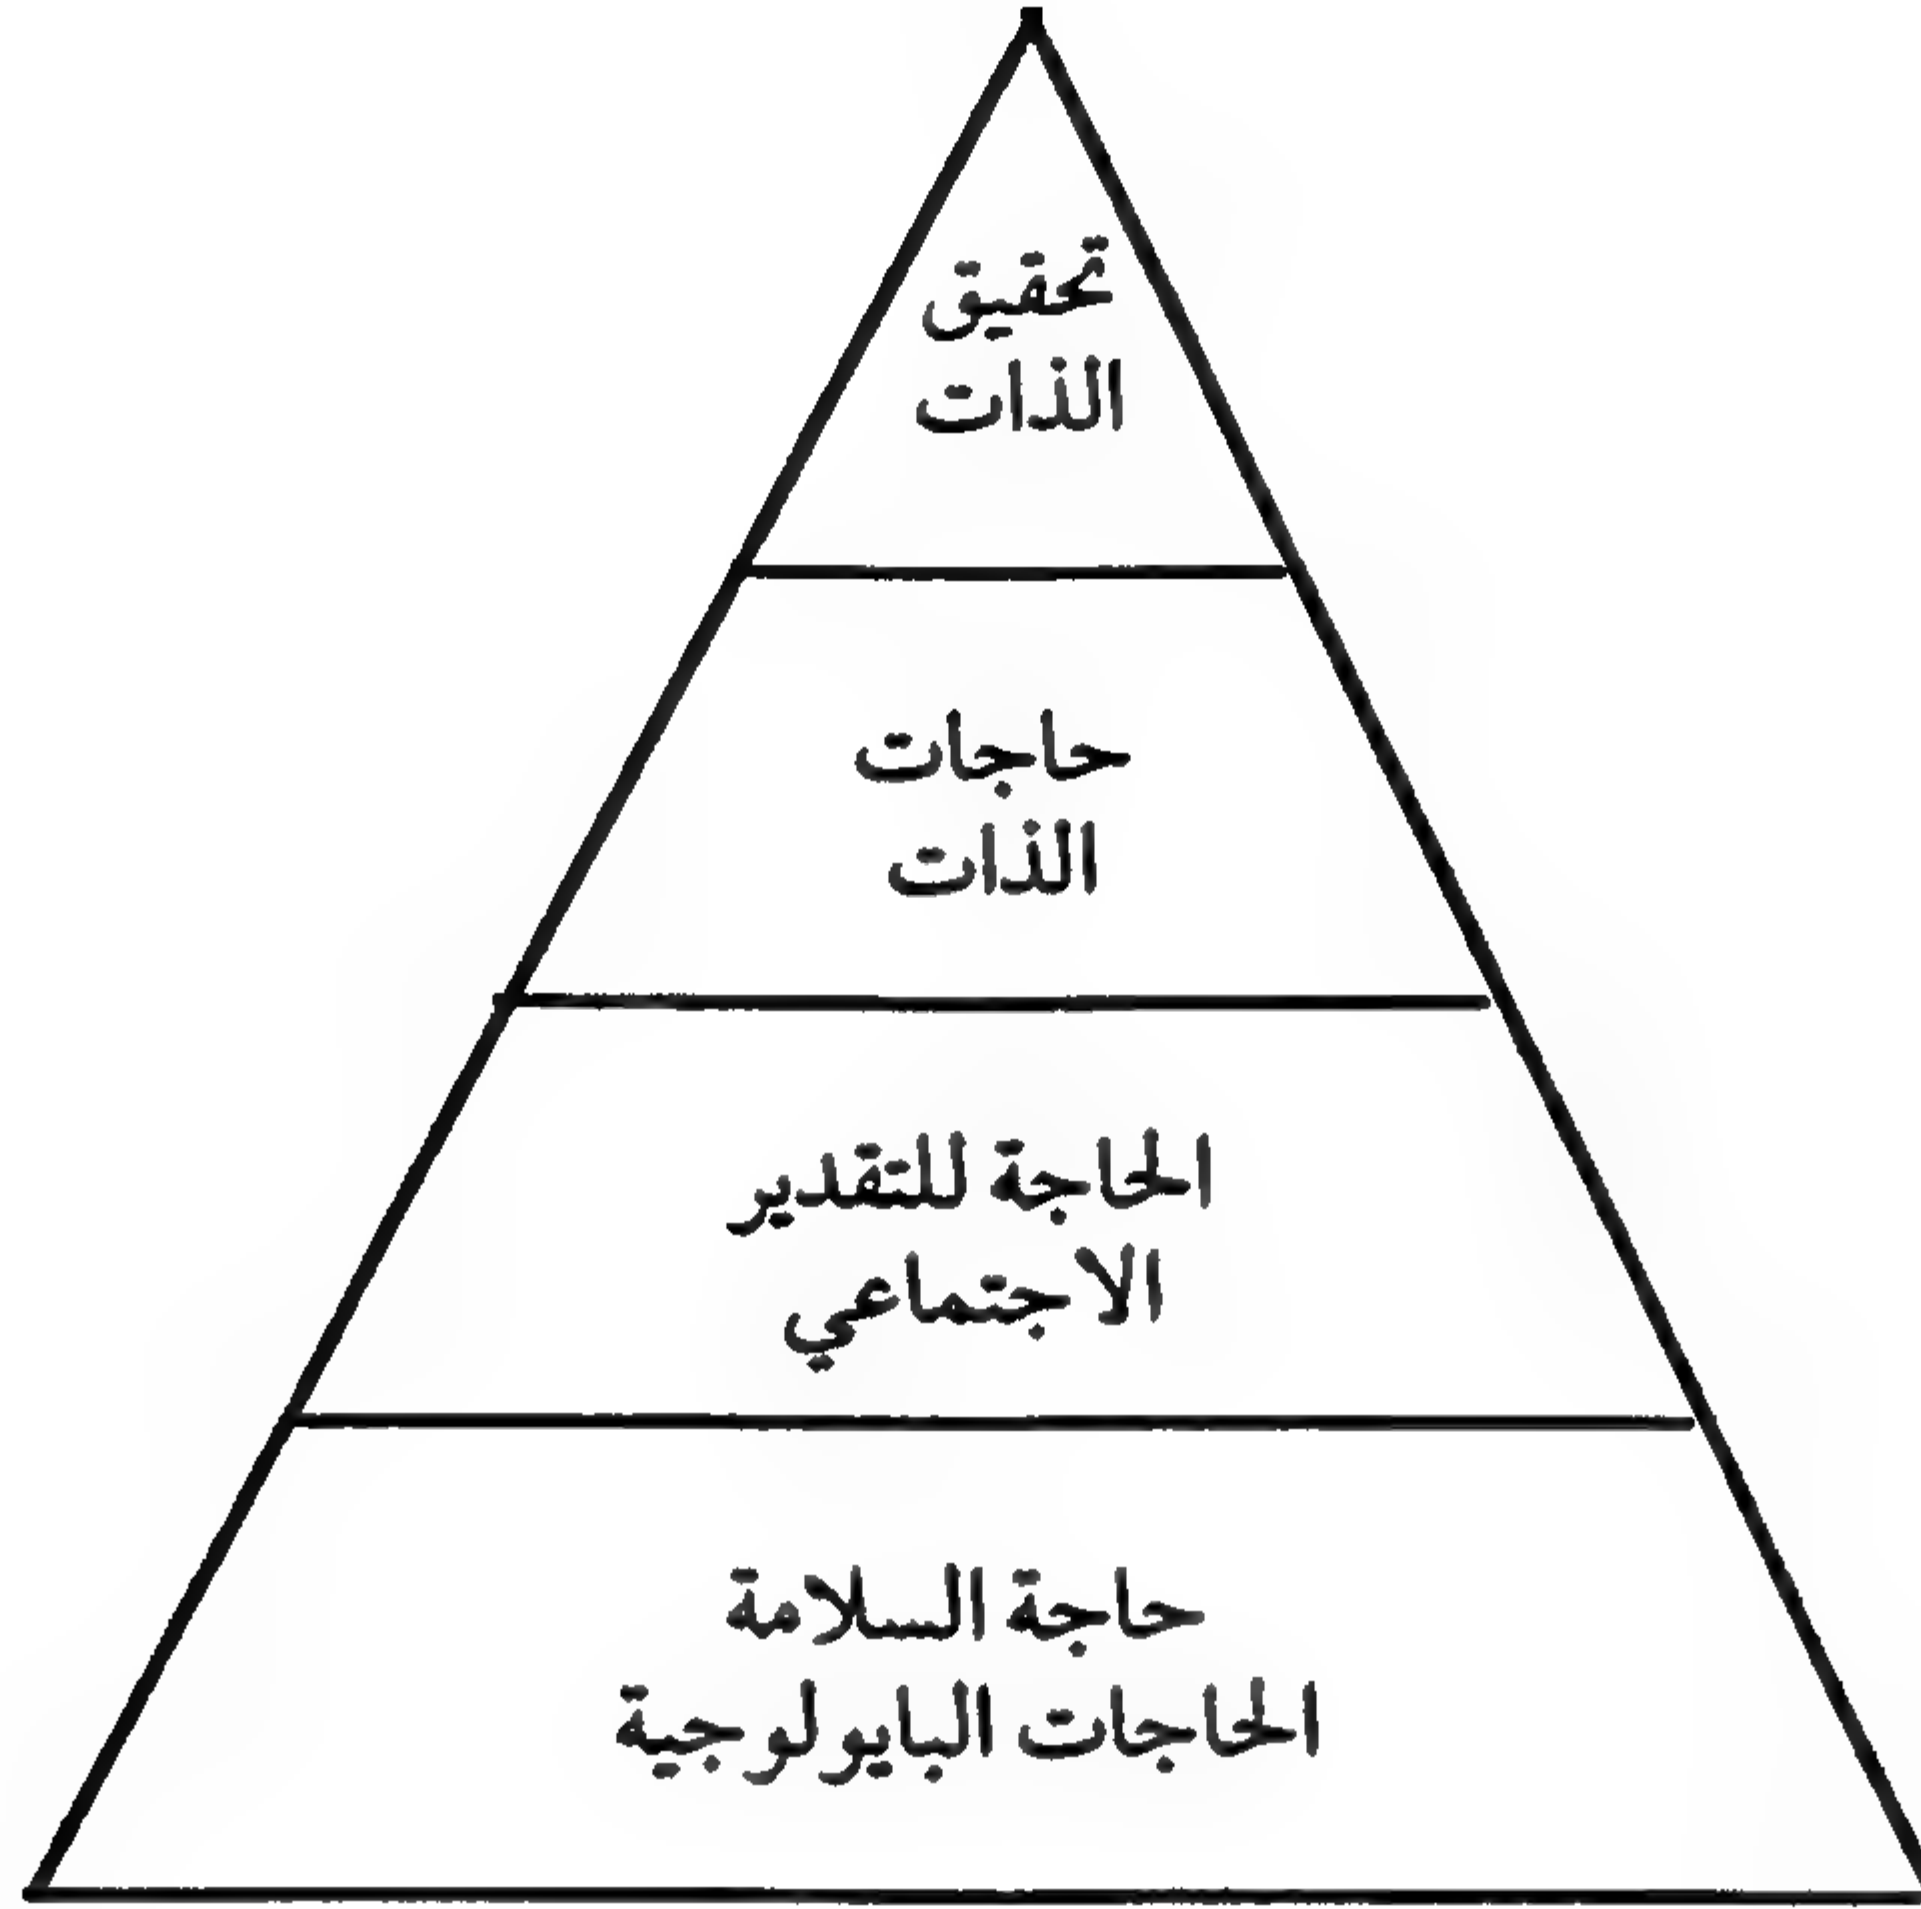 تحقيق
الذات
حاجات
الذات
الحاجة للتقدير
الاجتماعي
حاجة السلامة
الحاجات البايولوجية